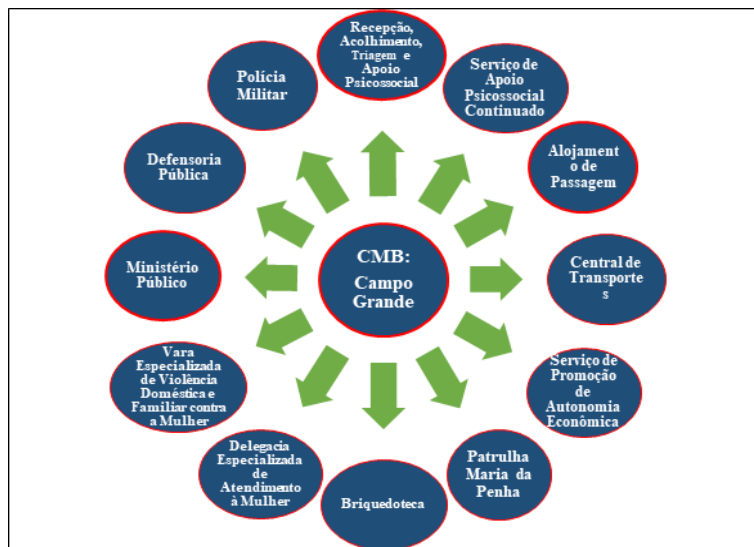 Recepção,
Acolhimento,
Triagem e
Apoio
Psicossocial
Serviço de
Apoio
Psicossocial
Continuado
Alojament
o de
Passagem
Central de
Transporte
s
Serviço de
Promoção
de
Autonomia
Econômica
Patrulha
Maria da
Penha
Briquedoteca
Delegacia
Especializada
de
Atendimento
à Mulher
Vara
Especializada
de Violência
Doméstica e
Familiar contra
a Mulher
Ministério
Público
Defensoria
Pública
Polícia
Militar
CMB:
Campo
Grande